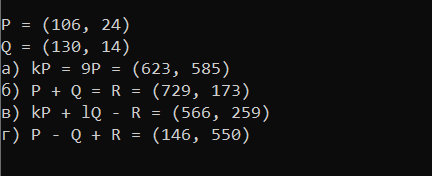 P = (106, 24)
Q = (130, 14)
а) kP = 9P = (623, 585)
б) P + Q = R = (729, 173)
в) kP + lQ - R = (566, 259)
г) P - Q + R = (146, 550)